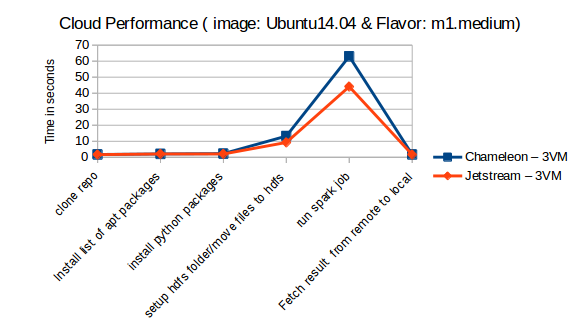 Cloud Performance ( image: Ubuntu14.04 & Flavor: m1.medium)
Time in seconds
70
60
50
40
30
20
10
0
clone repo
Install list of apt packages
install python packages
setup hdfs folder/move files to hdfs
run spark job
Fetch result from remote to local
Chameleon – 3VM
Jetstream – 3VM